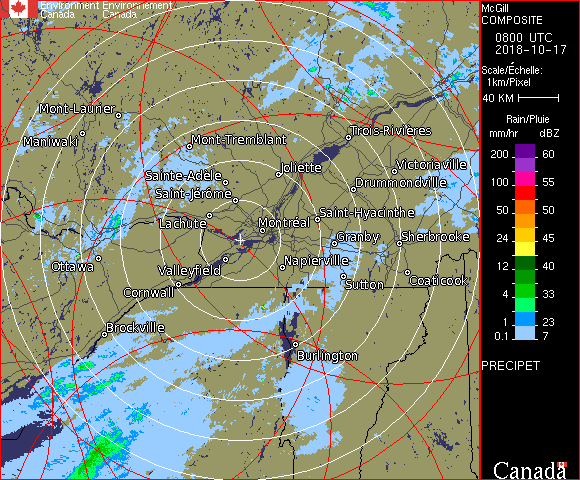 Environment Environnement
Canada Canada
McGill
COMPOSITE
0800 UTC
2018-10-17
Scale/Échelle:
1km/Pixel
40 KM
Rain/Pluie
mm/hr dBZ
200 60
100 55
50 50
24 45
12 40
4 33
2 23
0.1 7
PRECIPET
Canada
Mont-Laurier
Maniwaki
Mont-Tremblant
Trois-Rivières
Sainte-Adèle
Joliette
Victoriaville
Saint-Jérôme
Drummondville
Lachute
Montréal
Saint-Hyacinthe
Granby
Sherbrooke
Ottawa
Valleyfield
Napierville
Cornwall
Sutton
Coaticook
Brockville
Burlington